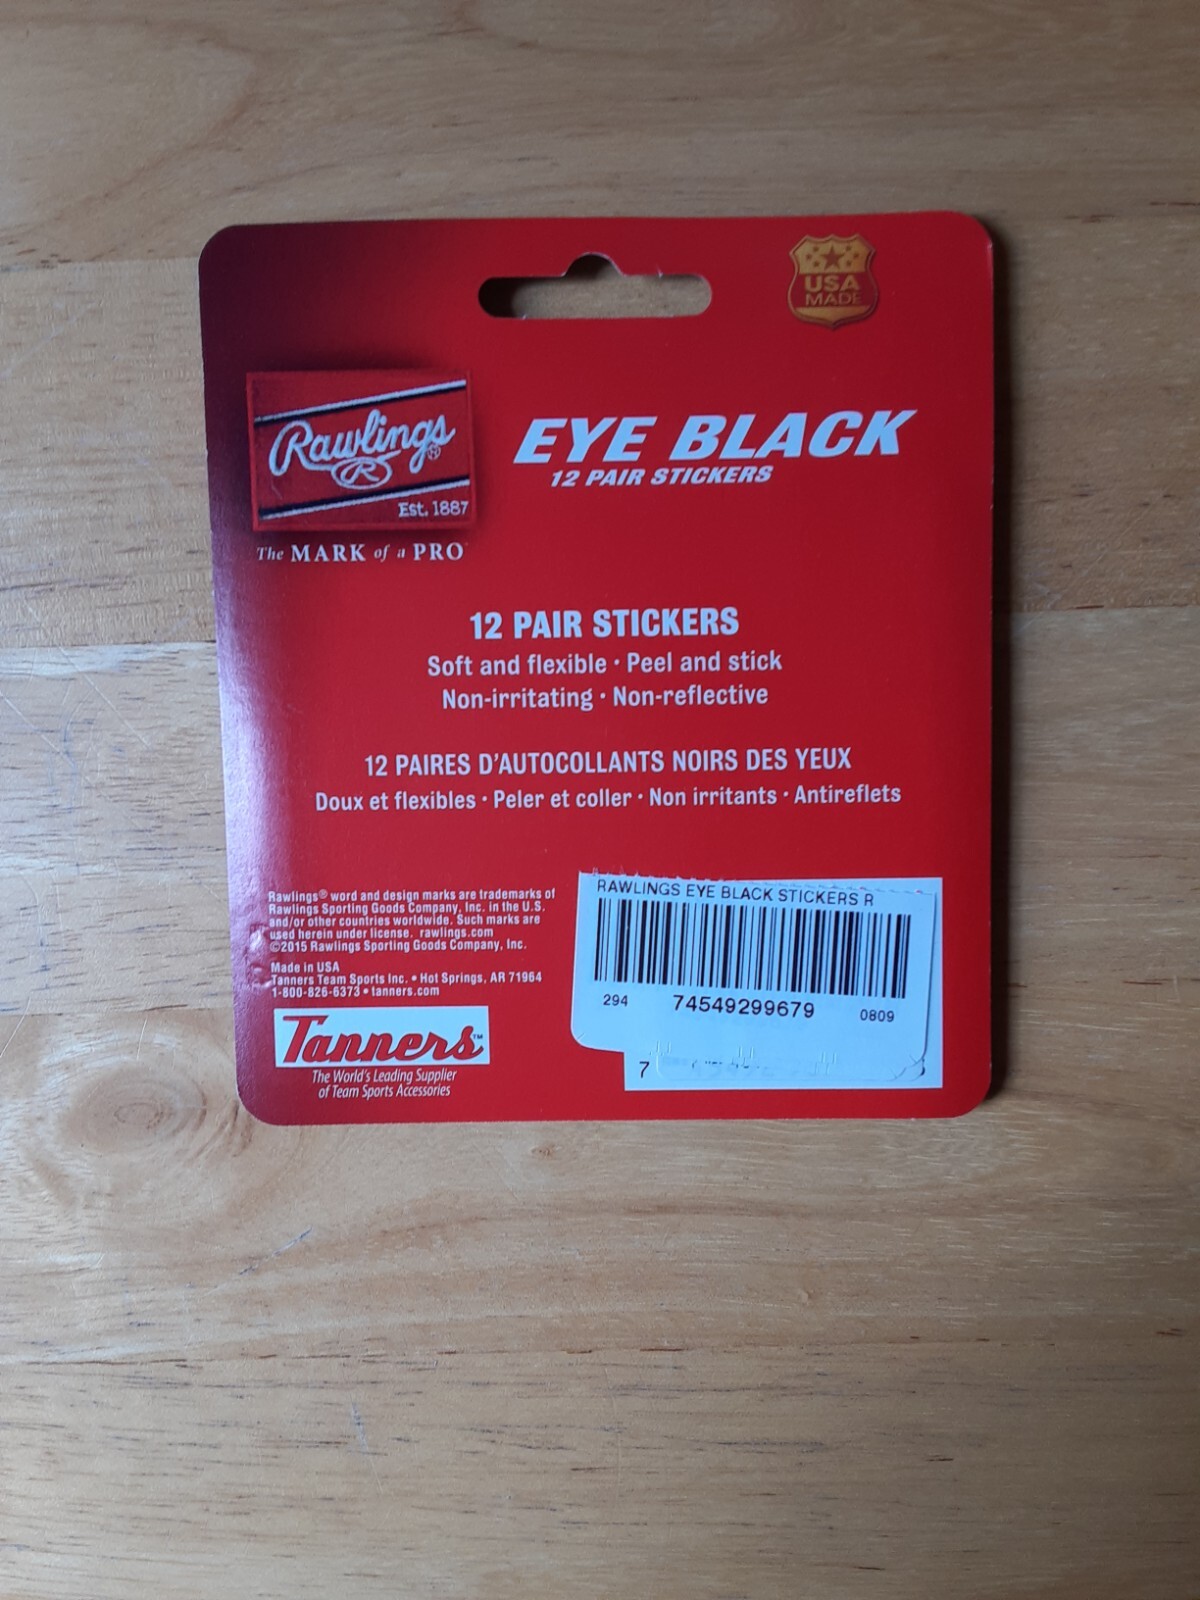 USA
MADE
Rawlings®
R
Est. 1887
The MARK of a PRO
EYE BLACK
12 PAIR STICKERS
12 PAIR STICKERS
Soft and flexible · Peel and stick
Non-irritating · Non-reflective
12 PAIRES D'AUTOCOLLANTS NOIRS DES YEUX
Doux et flexibles · Peler et coller · Non irritants · Antireflets
Rawlings® word and design marks are trademarks of
Rawlings Sporting Goods Company, Inc. in the U.S.
and/or other countries worldwide. Such marks are
used herein under license. rawlings.com
©2015 Rawlings Sporting Goods Company, Inc.
Made in USA
Tanners Team Sports Inc. • Hot Springs, AR 71964
1-800-826-6373 • tanners.com
Tanners™
The World's Leading Supplier
of Team Sports Accessories
RAWLINGS EYE BLACK STICKERS R
294 74549299679 0809
7